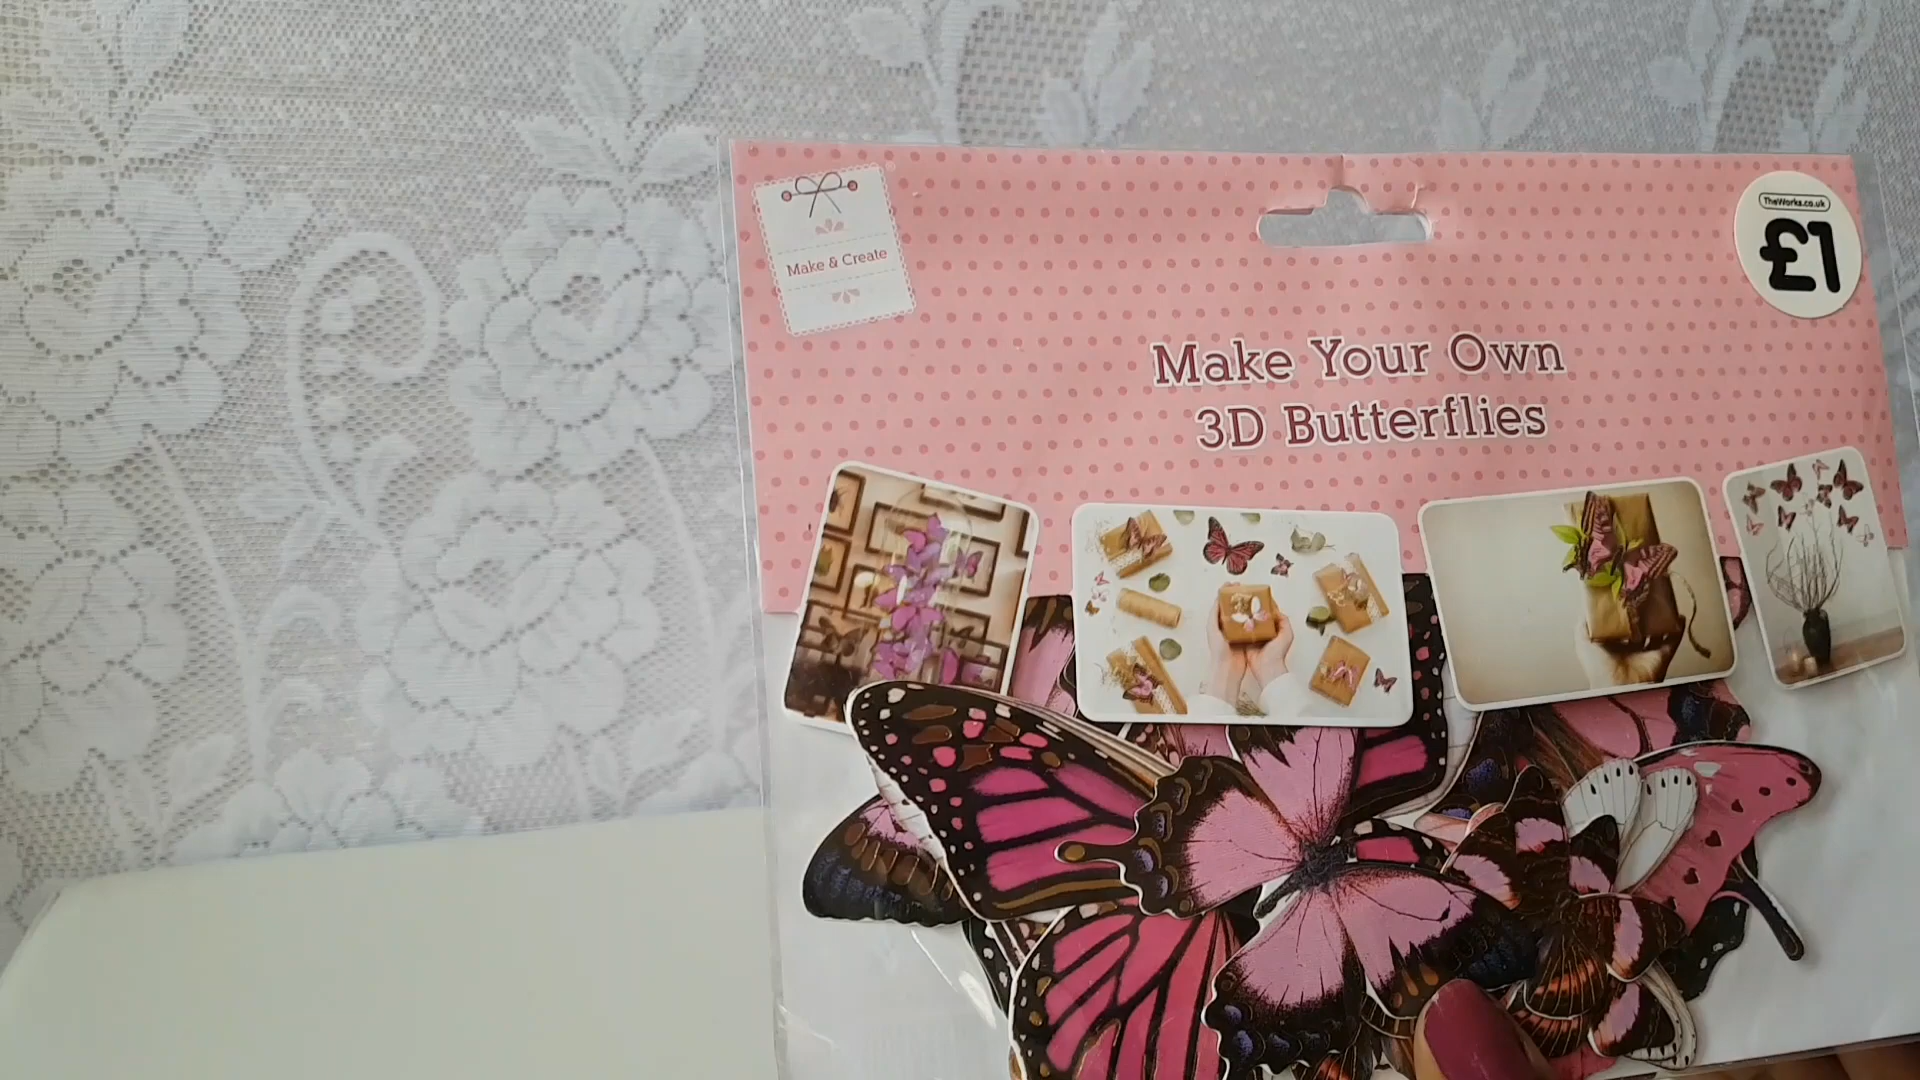 Make & Create
TheWorks.co.uk
£1
Make Your Own
3D Butterflies